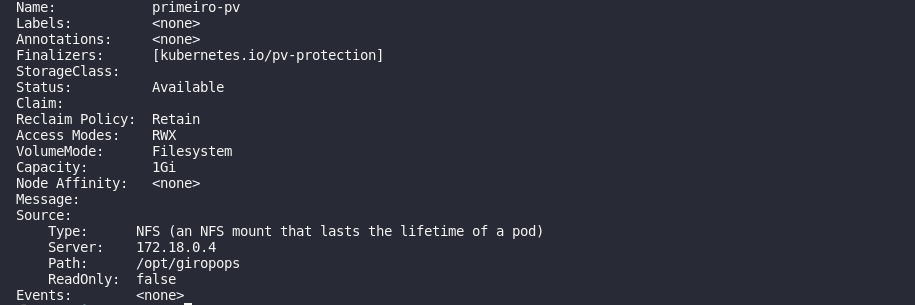 Name:            primeiro-pv
Labels:          <none>
Annotations:     <none>
Finalizers:      [kubernetes.io/pv-protection]
StorageClass:
Status:          Available
Claim:
Reclaim Policy:  Retain
Access Modes:    RWX
VolumeMode:      Filesystem
Capacity:        1Gi
Node Affinity:   <none>
Message:
Source:
    Type:      NFS (an NFS mount that lasts the lifetime of a pod)
    Server:    172.18.0.4
    Path:      /opt/giropops
    ReadOnly:  false
Events:        <none>